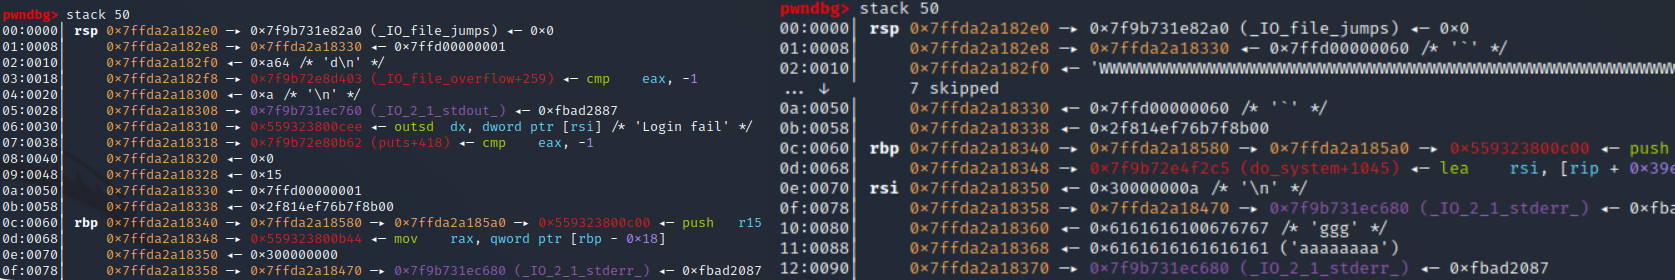 pwndbg> stack 50
00:0000│ rsp 0×7ffda2a182e0 —▸ 0×7f9b731e82a0 (_IO_file_jumps) ◂— 0×0
01:0008│     0×7ffda2a182e8 —▸ 0×7ffda2a18330 ◂— 0×7ffd00000001
02:0010│     0×7ffda2a182f0 ◂— 0×a64 /* 'd\n' */
03:0018│     0×7ffda2a182f8 —▸ 0×7f9b72e8d403 (_IO_file_overflow+259) ◂— cmp    eax, -1
04:0020│     0×7ffda2a18300 ◂— 0×a /* '\n' */
05:0028│     0×7ffda2a18308 —▸ 0×7f9b731ec760 (_IO_2_1_stdout_) ◂— 0×fbad2887
06:0030│     0×7ffda2a18310 —▸ 0×559323800cee ◂— outsd  dx, dword ptr [rsi] /* 'Login fail' */
07:0038│     0×7ffda2a18318 —▸ 0×7f9b72e80b62 (puts+418) ◂— cmp    eax, -1
08:0040│     0×7ffda2a18320 ◂— 0×0
09:0048│     0×7ffda2a18328 ◂— 0×15
0a:0050│     0×7ffda2a18330 ◂— 0×7ffd00000001
0b:0058│     0×7ffda2a18338 ◂— 0×2f814ef76b7f8b00
0c:0060│ rbp 0×7ffda2a18340 —▸ 0×7ffda2a18580 —▸ 0×7ffda2a185a0 —▸ 0×559323800c00 ◂— push   r15
0d:0068│     0×7ffda2a18348 —▸ 0×559323800b44 ◂— mov    rax, qword ptr [rbp - 0×18]
0e:0070│     0×7ffda2a18350 ◂— 0×300000000
0f:0078│     0×7ffda2a18358 —▸ 0×7ffda2a18470 —▸ 0×7f9b731ec680 (_IO_2_1_stderr_) ◂— 0×fbad2087
pwndbg> stack 50
00:0000│ rsp 0×7ffda2a182e0 —▸ 0×7f9b731e82a0 (_IO_file_jumps) ◂— 0×0
01:0008│     0×7ffda2a182e8 —▸ 0×7ffda2a18330 ◂— 0×7ffd00000060 /* '`' */
02:0010│     0×7ffda2a182f0 ◂—
... ↓        7 skipped
0a:0050│     0×7ffda2a18330 ◂— 0×7ffd00000060 /* '`' */
0b:0058│     0×7ffda2a18338 ◂— 0×2f814ef76b7f8b00
0c:0060│ rbp 0×7ffda2a18340 —▸ 0×7ffda2a18580 —▸ 0×7ffda2a185a0 —▸ 0×559323800c00 ◂— push
0d:0068│     0×7ffda2a18348 —▸ 0×7f9b72e4f2c5 (do_system+1045) ◂— lea    rsi, [rip + 0×39e
0e:0070│ rsi 0×7ffda2a18350 ◂— 0×30000000a /* '\n' */
0f:0078│     0×7ffda2a18358 —▸ 0×7ffda2a18470 —▸ 0×7f9b731ec680 (_IO_2_1_stderr_) ◂— 0×fba
10:0080│     0×7ffda2a18360 ◂— 0×6161616100676767 /* 'ggg' */
11:0088│     0×7ffda2a18368 ◂— 0×6161616161616161 ('aaaaaaaa')
12:0090│     0×7ffda2a18370 —▸ 0×7f9b731ec680 (_IO_2_1_stderr_) ◂— 0×fbad2087